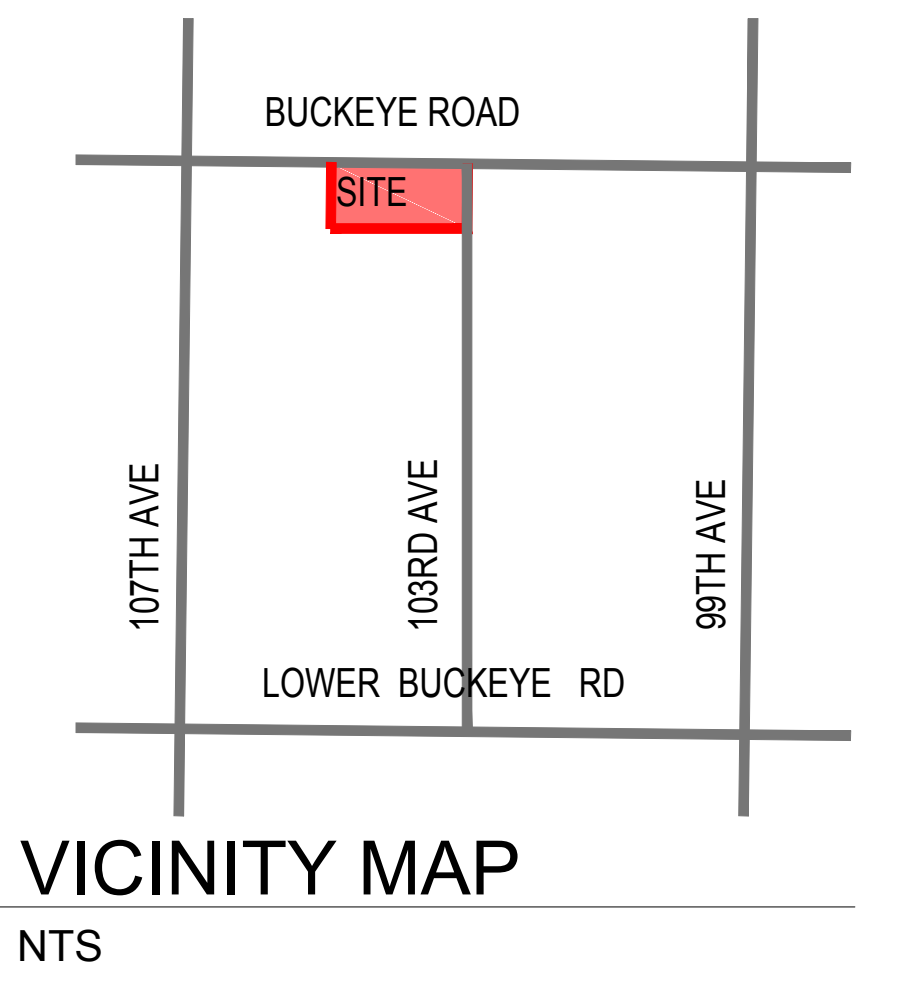 BUCKEYE ROAD
SITE
107TH AVE
103RD AVE
99TH AVE
LOWER BUCKEYE RD
VICINITY MAP
NTS